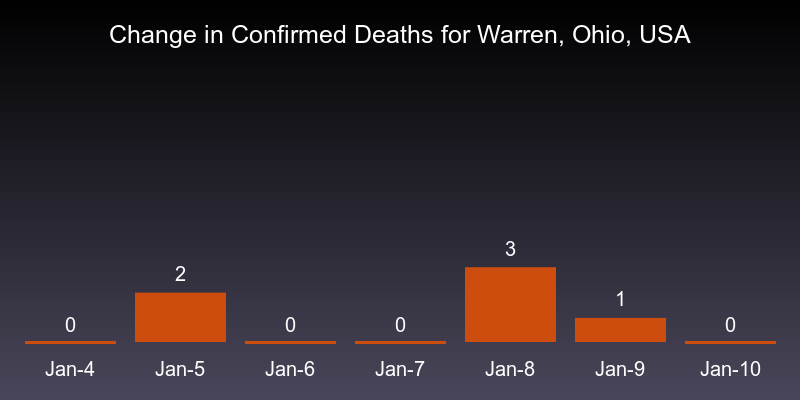 Change in Confirmed Deaths for Warren, Ohio, USA
0 2 0 0 3 1 0
Jan-4 Jan-5 Jan-6 Jan-7 Jan-8 Jan-9 Jan-10